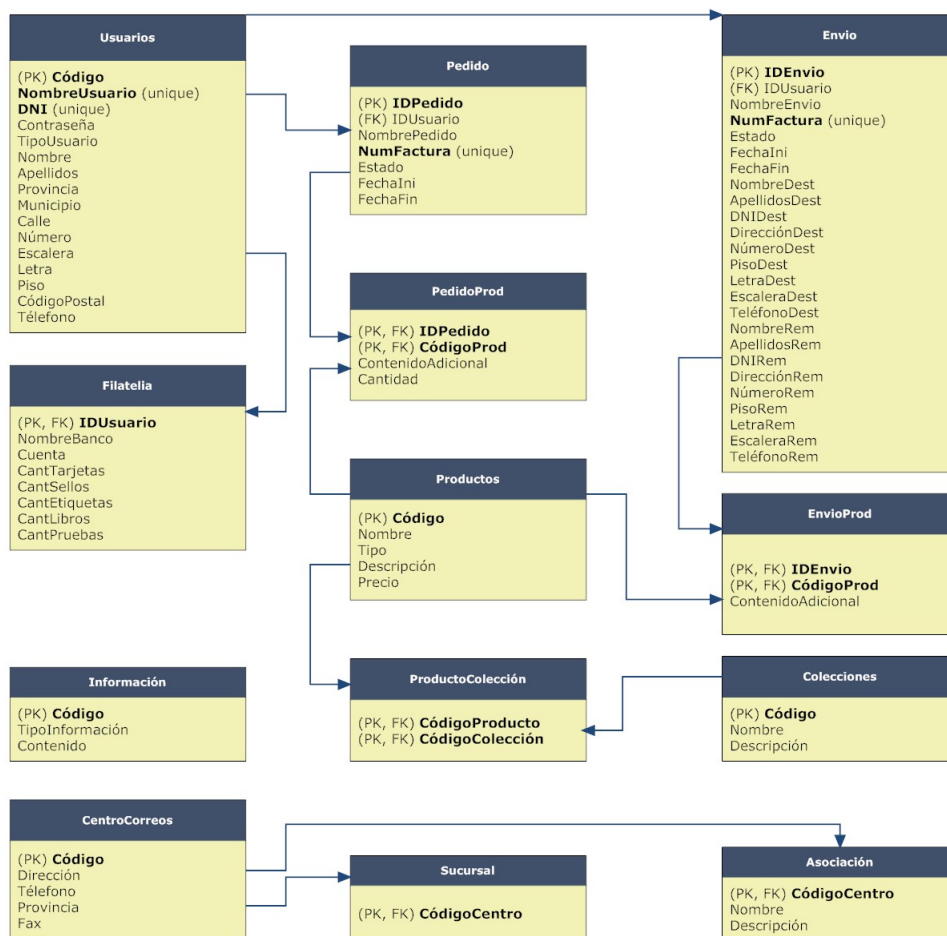 Usuarios
(PK) Código
NombreUsuario (unique)
DNI (unique)
Contraseña
TipoUsuario
Nombre
Apellidos
Provincia
Municipio
Calle
Número
Escalera
Letra
Piso
CódigoPostal
Télefono
Pedido
(PK) IDPedido
(FK) IDUsuario
NombrePedido
NumFactura (unique)
Estado
FechaIni
FechaFin
Envio
(PK) IDEnvio
(FK) IDUsuario
NombreEnvio
NumFactura (unique)
Estado
FechaIni
FechaFin
NombreDest
ApellidosDest
DNIDest
DirecciónDest
NúmeroDest
PisoDest
LetraDest
EscaleraDest
TeléfonoDest
NombreRem
ApellidosRem
DNIRem
DirecciónRem
NúmeroRem
PisoRem
LetraRem
EscaleraRem
TeléfonoRem
PedidoProd
(PK, FK) IDPedido
(PK, FK) CódigoProd
ContenidoAdicional
Cantidad
Filatelia
(PK, FK) IDUsuario
NombreBanco
Cuenta
CantTarjetas
CantSellos
CantEtiquetas
CantLibros
CantPruebas
Productos
(PK) Código
Nombre
Tipo
Descripción
Precio
EnvioProd
(PK, FK) IDEnvio
(PK, FK) CódigoProd
ContenidoAdicional
Información
(PK) Código
TipoInformación
Contenido
ProductoColección
(PK, FK) CódigoProducto
(PK, FK) CódigoColección
Colecciones
(PK) Código
Nombre
Descripción
CentroCorreos
(PK) Código
Dirección
Télefono
Provincia
Fax
Sucursal
(PK, FK) CódigoCentro
Asociación
(PK, FK) CódigoCentro
Nombre
Descripción